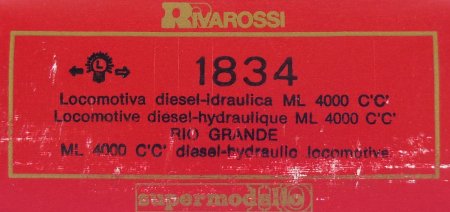 RIVAROSSI
L
1834
Locomotiva diesel-idraulica ML 4000 C'C'
Locomotive diesel-hydraulique ML 4000 C'C'
RIO GRANDE
ML 4000 C'C' diesel-hydraulic locomotive
supermodello